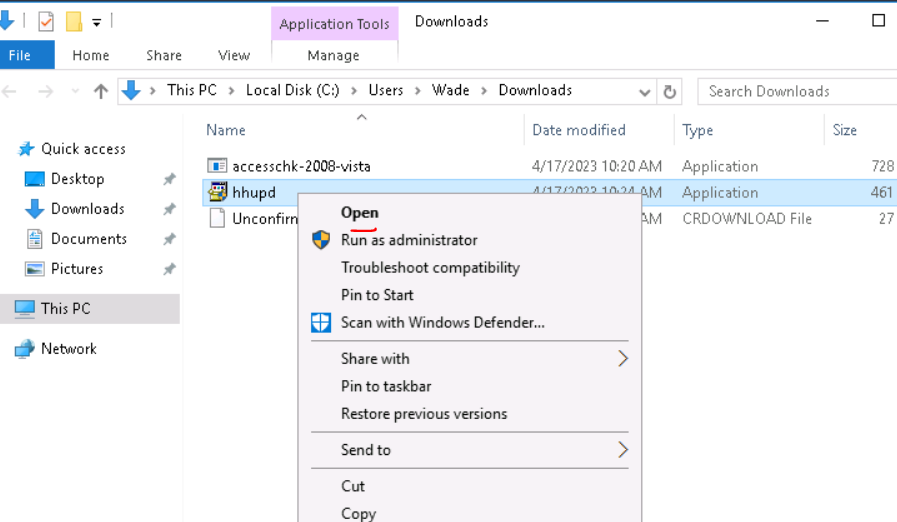 Application Tools Downloads
File Home Share View Manage
This PC Local Disk (C:) Users Wade Downloads Search Downloads
Name Date modified Type Size
Quick access
accesschk-2008-vista 4/17/2023 10:20 AM Application 728
Desktop
hhupd 4/17/2023 10:24 AM Application 461
Downloads
Unconfirn AM CRDOWNLOAD File 27
Documents
Pictures
This PC
Network
Open
Run as administrator
Troubleshoot compatibility
Pin to Start
Scan with Windows Defender...
Share with
Pin to taskbar
Restore previous versions
Send to
Cut
Copy